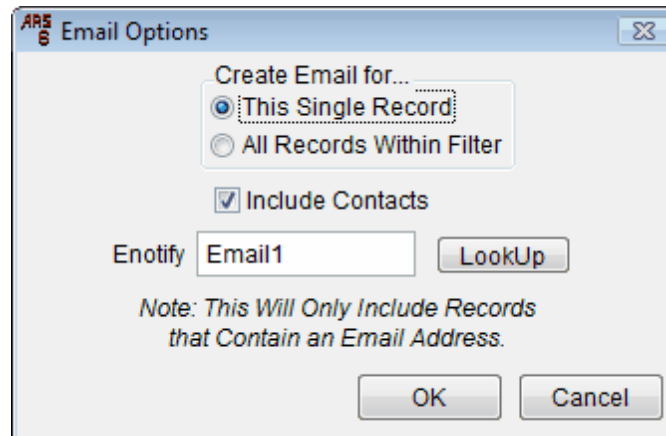 ARS
6
Email Options
Create Email for...
This Single Record
All Records Within Filter
Include Contacts
Enotify Email1 LookUp
Note: This Will Only Include Records
that Contain an Email Address.
OK Cancel